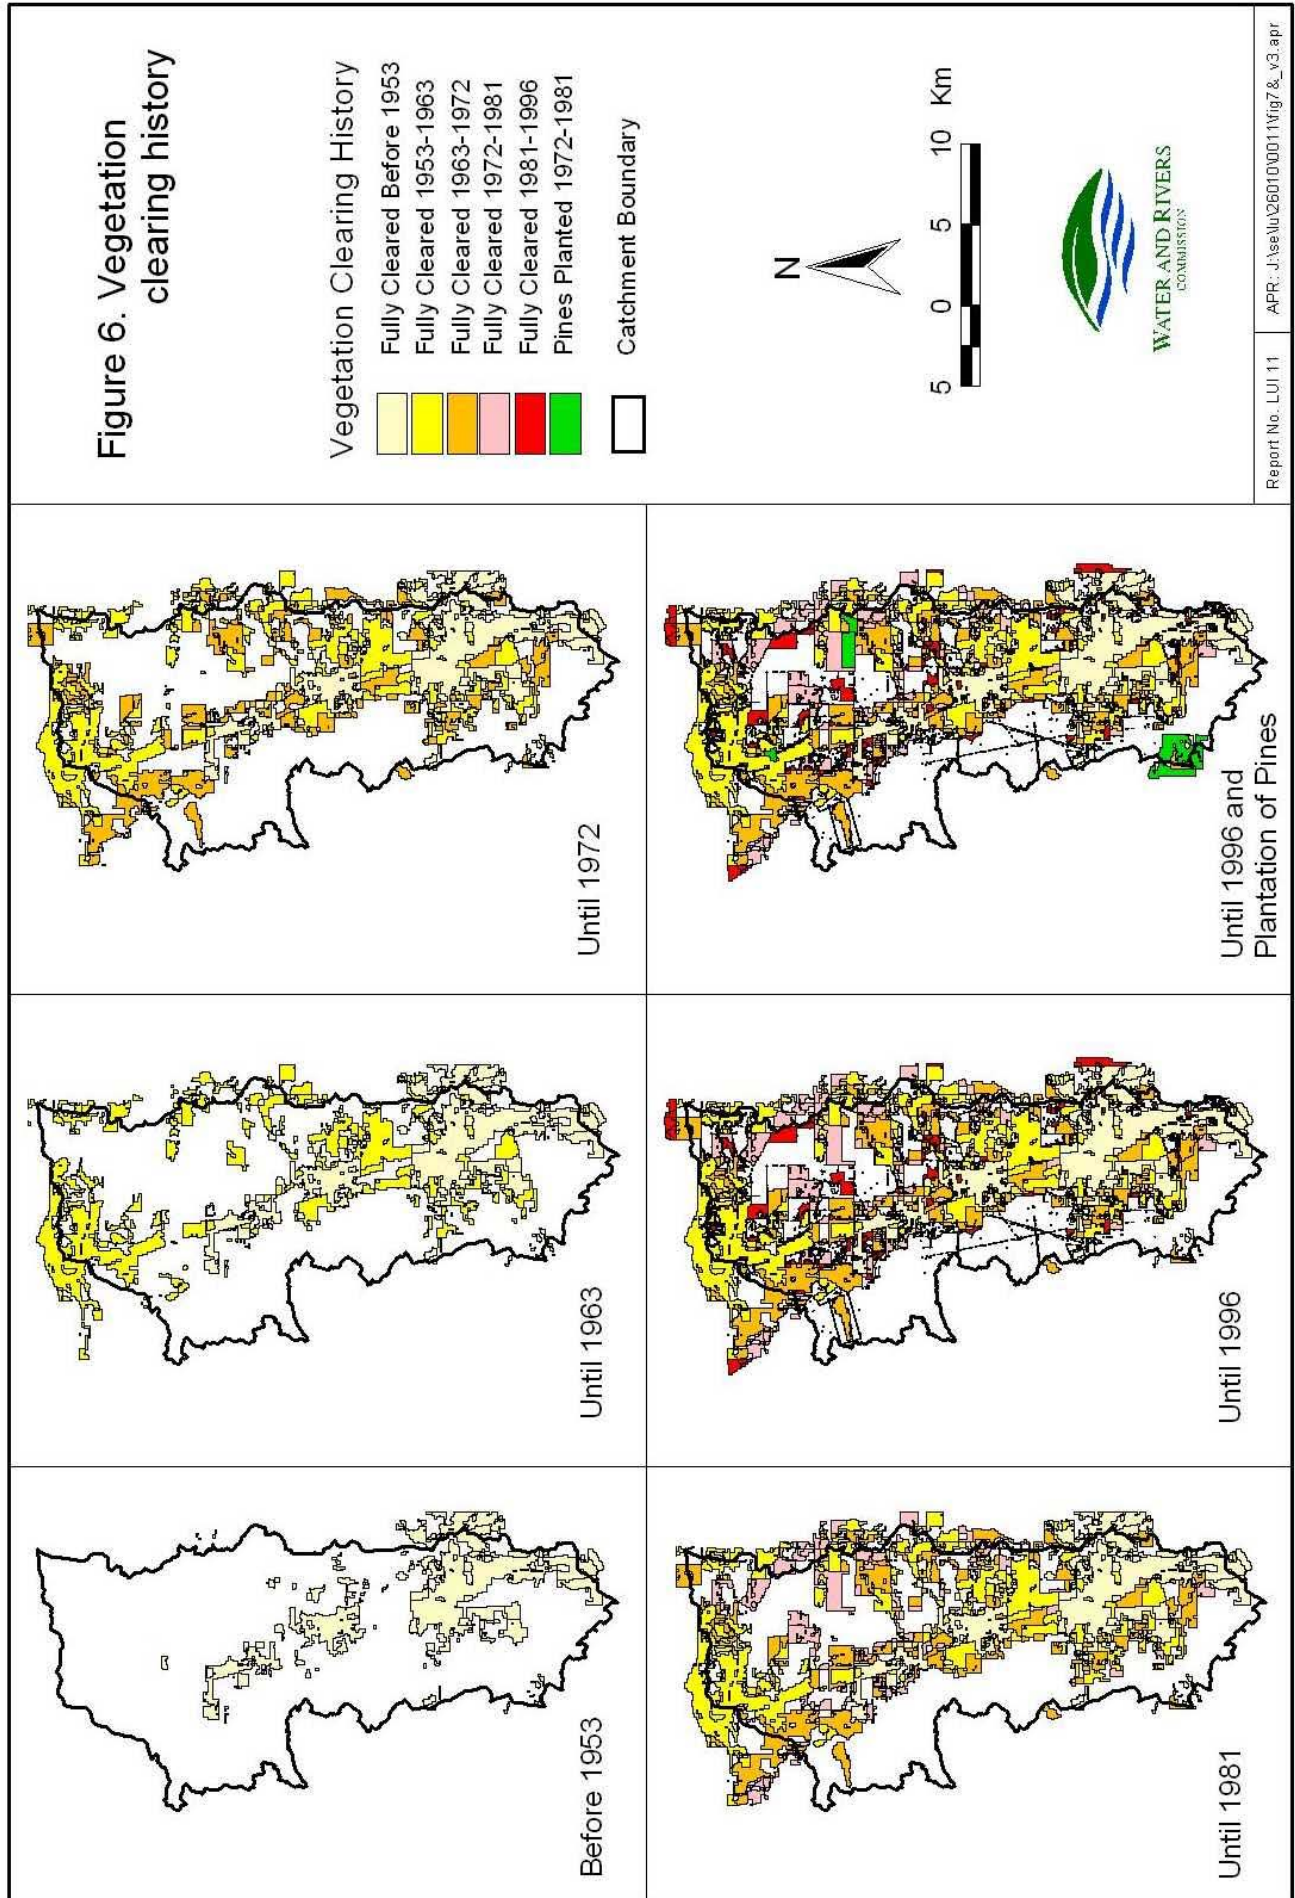 Figure 6. Vegetation
clearing history
Vegetation Clearing History
Fully Cleared Before 1953
Fully Cleared 1953-1963
Fully Cleared 1963-1972
Fully Cleared 1972-1981
Fully Cleared 1981-1996
Pines Planted 1972-1981
Catchment Boundary
N
5 0 5 10 Km
WATER AND RIVERS
COMMISSION
Report No. LUI 11
Before 1953
Until 1963
Until 1972
Until 1981
Until 1996
Until 1996 and
Plantation of Pines